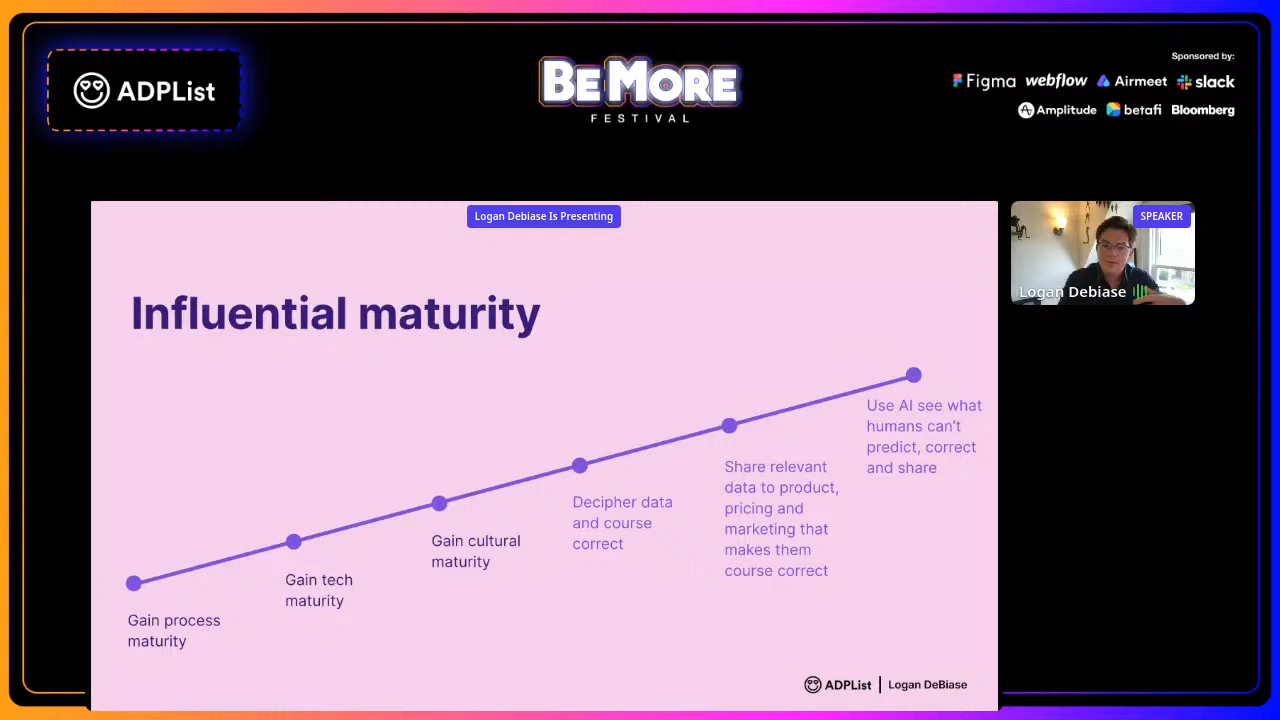 ADPList
BE MORE
FESTIVAL
Sponsored by:
Figma webflow Airmeet slack
Amplitude betafi Bloomberg
Logan Debiase Is Presenting
SPEAKER
Logan Debiase
Influential maturity
Gain process
maturity
Gain tech
maturity
Gain cultural
maturity
Decipher data
and course
correct
Share relevant
data to product,
pricing and
marketing that
makes them
course correct
Use AI see what
humans can’t
predict, correct
and share
ADPList | Logan DeBiase